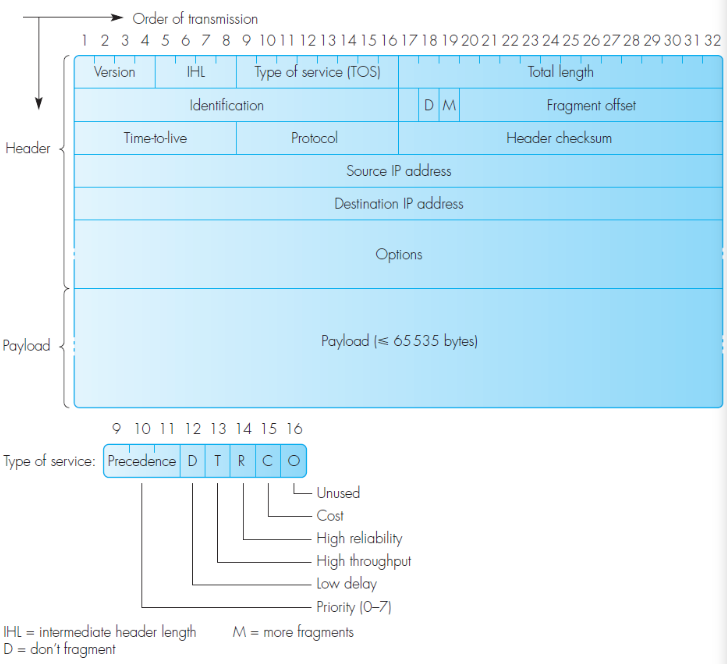 Order of transmission
1 2 3 4 5 6 7 8 9 10 11 12 13 14 15 16 17 18 19 20 21 22 23 24 25 26 27 28 29 30 31 32
Version IHL Type of service (TOS) Total length
Identification D M Fragment offset
Header Time-to-live Protocol Header checksum
Source IP address
Destination IP address
Options
Payload Payload (≤ 65535 bytes)
9 10 11 12 13 14 15 16
Type of service: Precedence D T R C O
Unused
Cost
High reliability
High throughput
Low delay
Priority (0–7)
IHL = intermediate header length M = more fragments
D = don't fragment